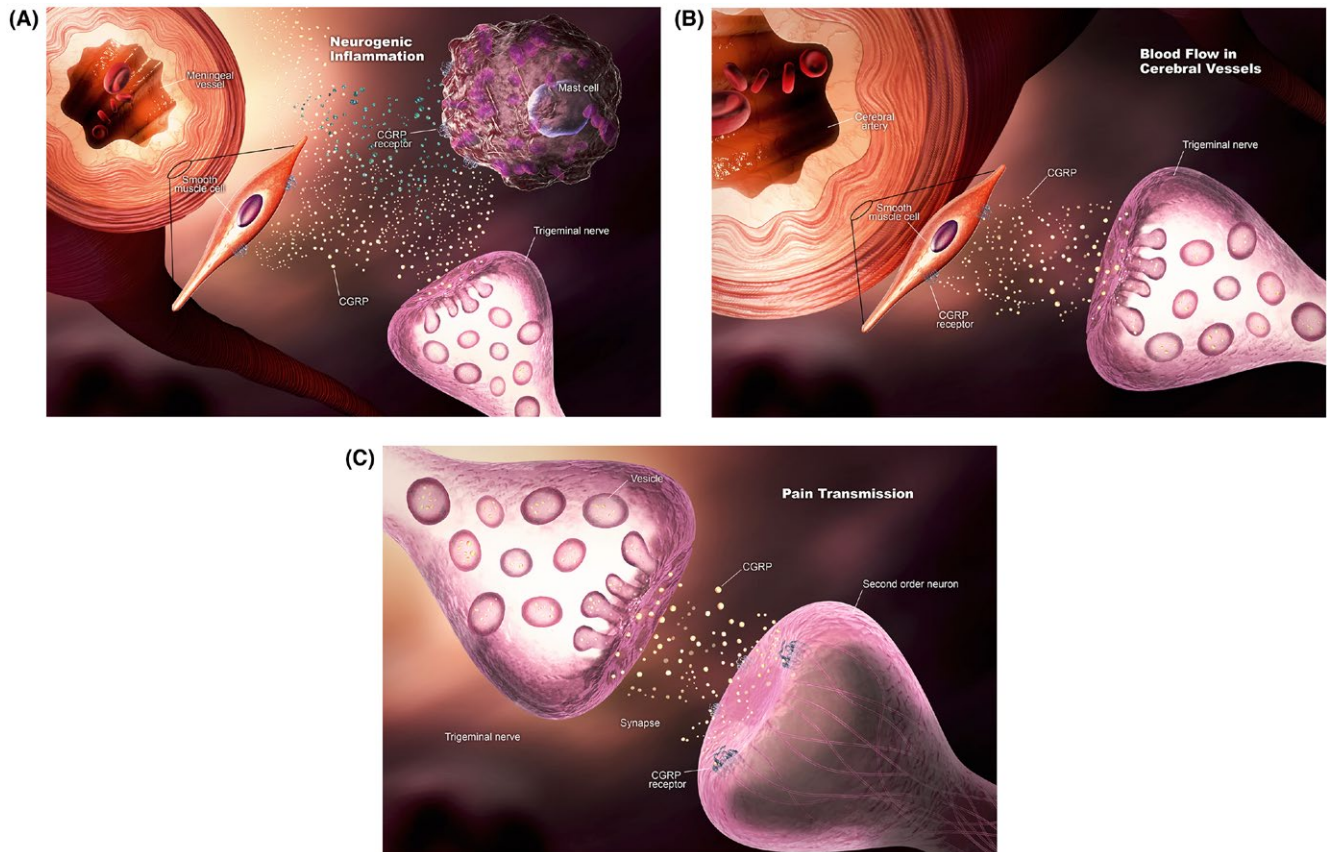 (A)
Neurogenic
Inflammation
Meningeal
vessel
Mast cell
CGRP
receptor
Smooth
muscle cell
Trigeminal nerve
CGRP
(B)
Blood Flow in
Cerebral Vessels
Cerebral
artery
Trigeminal nerve
CGRP
Smooth
muscle cell
CGRP
receptor
(C)
Vesicle
Pain Transmission
CGRP
Second order neuron
Synapse
Trigeminal nerve
CGRP
receptor